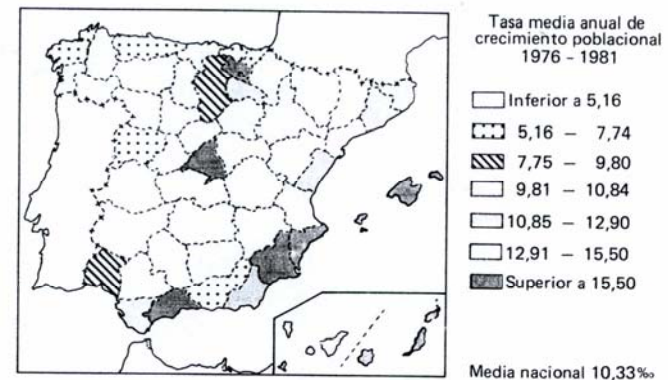 Tasa media anual de
crecimiento poblacional
1976 - 1981
Inferior a 5,16
5,16 — 7,74
7,75 — 9,80
9,81 — 10,84
10,85 — 12,90
12,91 — 15,50
Superior a 15,50
Media nacional 10,33‰